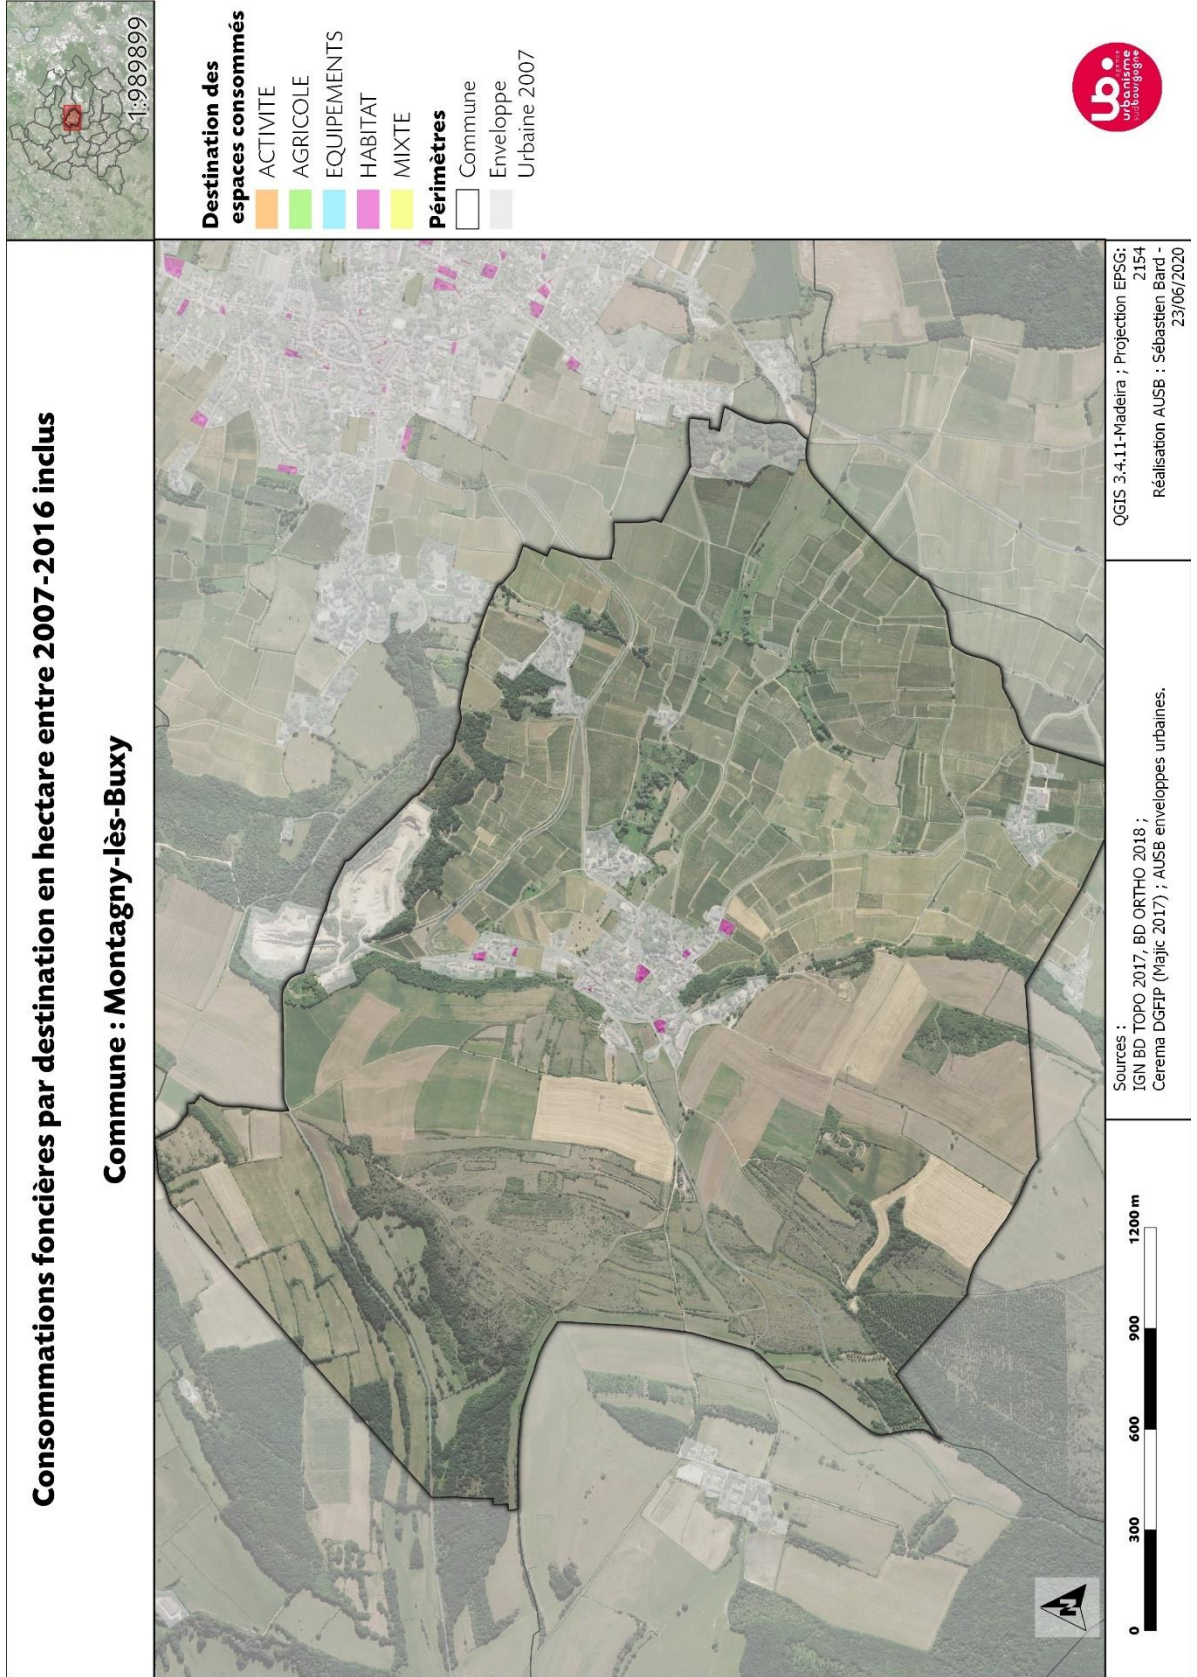 Consommations foncières par destination en hectare entre 2007-2016 inclus
Commune : Montagny-lès-Buxy
1:989899
Destination des
espaces consommés
ACTIVITE
AGRICOLE
EQUIPEMENTS
HABITAT
MIXTE
Périmètres
Commune
Enveloppe
Urbaine 2007
ub.
agence
urbanisme
sudbourgogne
N
0 300 600 900 1200 m
Sources :
IGN BD TOPO 2017, BD ORTHO 2018 ;
Cerema DGFIP (Majic 2017) ; AUSB enveloppes urbaines.
QGIS 3.4.11-Madeira ; Projection EPSG:
2154
Réalisation AUSB : Sébastien Bard -
23/06/2020